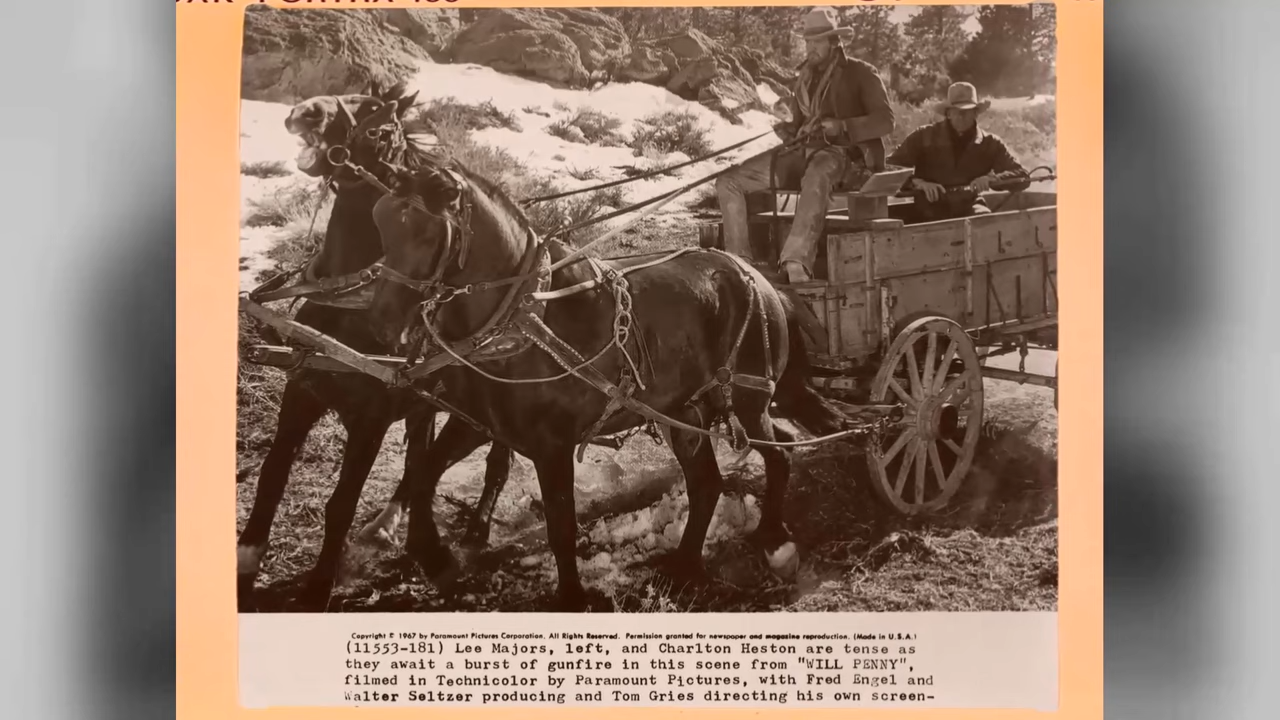 Copyright © 1967 by Paramount Pictures Corporation. All Rights Reserved. Permission granted for newspaper and magazine reproduction. (Made in U.S.A.)
(11553-181) Lee Majors, left, and Charlton Heston are tense as
they await a burst of gunfire in this scene from "WILL PENNY",
filmed in Technicolor by Paramount Pictures, with Fred Engel and
Walter Seltzer producing and Tom Gries directing his own screen-